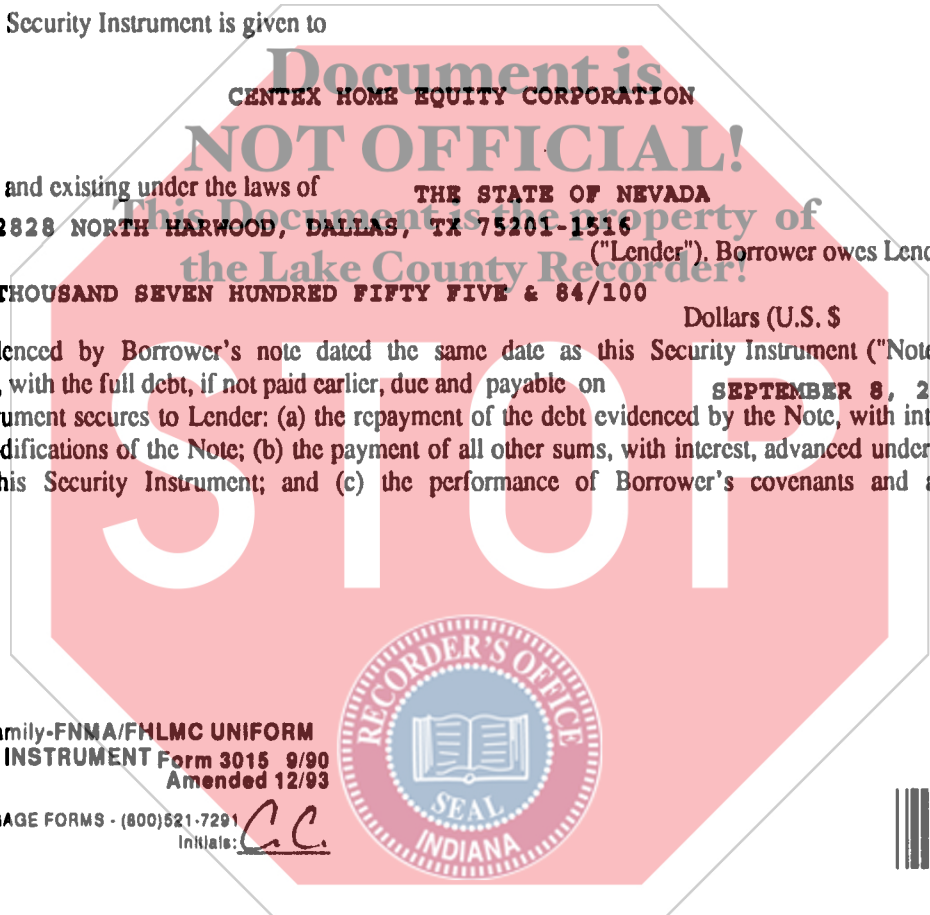 Security Instrument is given to
Document is
CENTEX HOME EQUITY CORPORATION
NOT OFFICIAL!
and existing under the laws of THE STATE OF NEVADA
This Document is the property of
2828 NORTH HARWOOD, DALLAS, TX 75201-1516
("Lender"). Borrower owes Lend
the Lake County Recorder!
THOUSAND SEVEN HUNDRED FIFTY FIVE & 84/100
Dollars (U.S. $
denced by Borrower's note dated the same date as this Security Instrument ("Note
, with the full debt, if not paid earlier, due and payable on SEPTEMBER 8, 2
ument secures to Lender: (a) the repayment of the debt evidenced by the Note, with int
difications of the Note; (b) the payment of all other sums, with interest, advanced under
his Security Instrument; and (c) the performance of Borrower's covenants and a
STOP
RECORDER'S OFFICE
SEAL
INDIANA
mily-FNMA/FHLMC UNIFORM
INSTRUMENT Form 3015 9/90
Amended 12/93
AGE FORMS - (800)521-7291
Initials: C.C.